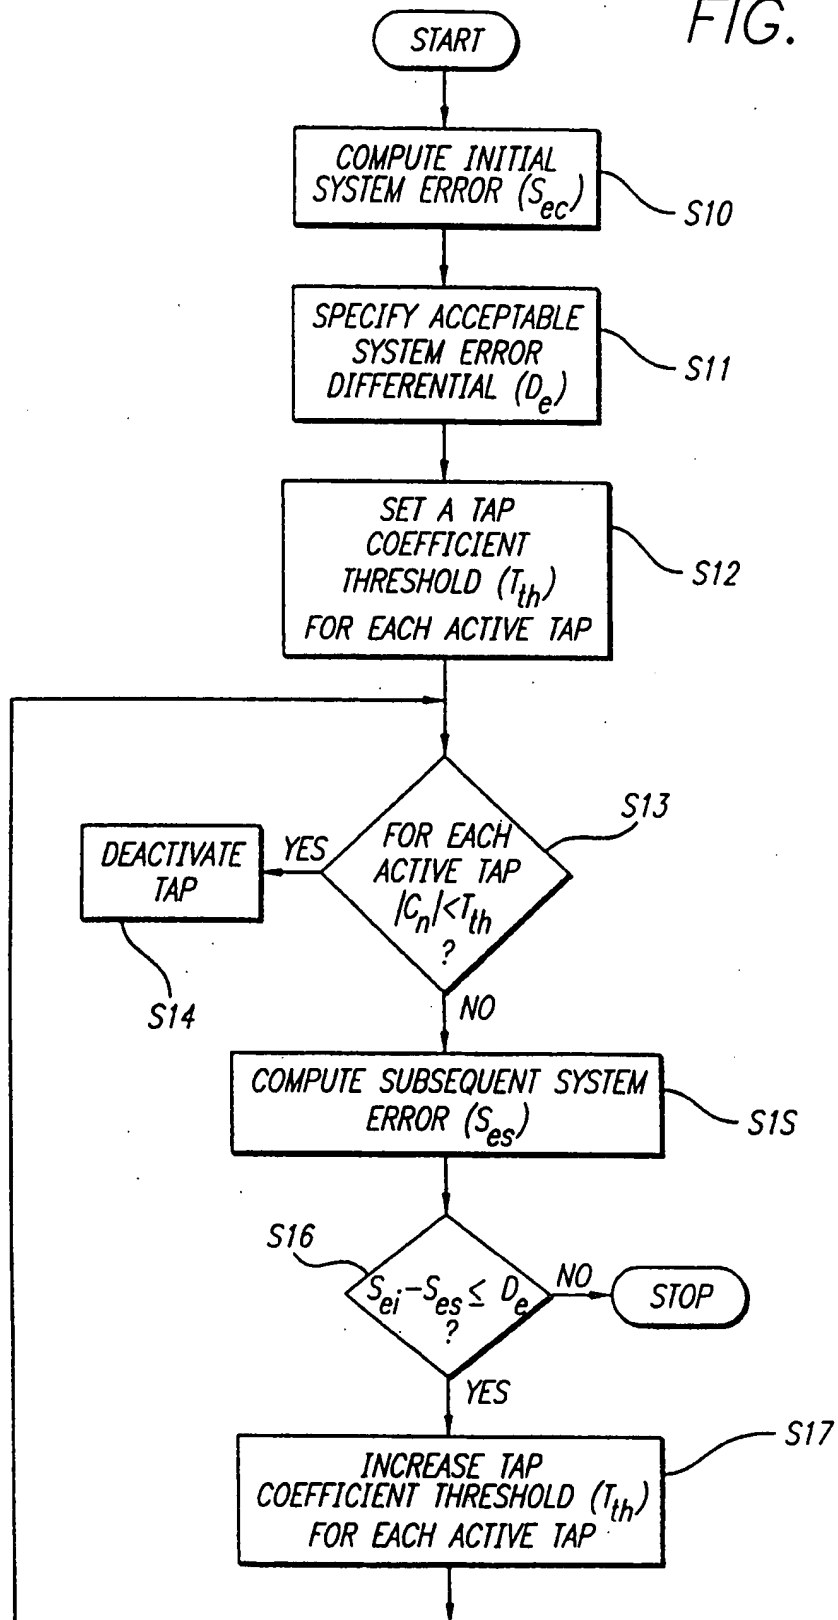 FIG.
START
COMPUTE INITIAL
SYSTEM ERROR (Sec)
S10
SPECIFY ACCEPTABLE
SYSTEM ERROR
DIFFERENTIAL (De)
S11
SET A TAP
COEFFICIENT
THRESHOLD (Tth)
FOR EACH ACTIVE TAP
S12
S13
FOR EACH
ACTIVE TAP
|Cn|<Tth
?
YES
DEACTIVATE
TAP
S14
NO
COMPUTE SUBSEQUENT SYSTEM
ERROR (Ses)
S1S
S16
Sei-Ses≤ De
?
NO
STOP
YES
INCREASE TAP
COEFFICIENT THRESHOLD (Tth)
FOR EACH ACTIVE TAP
S17